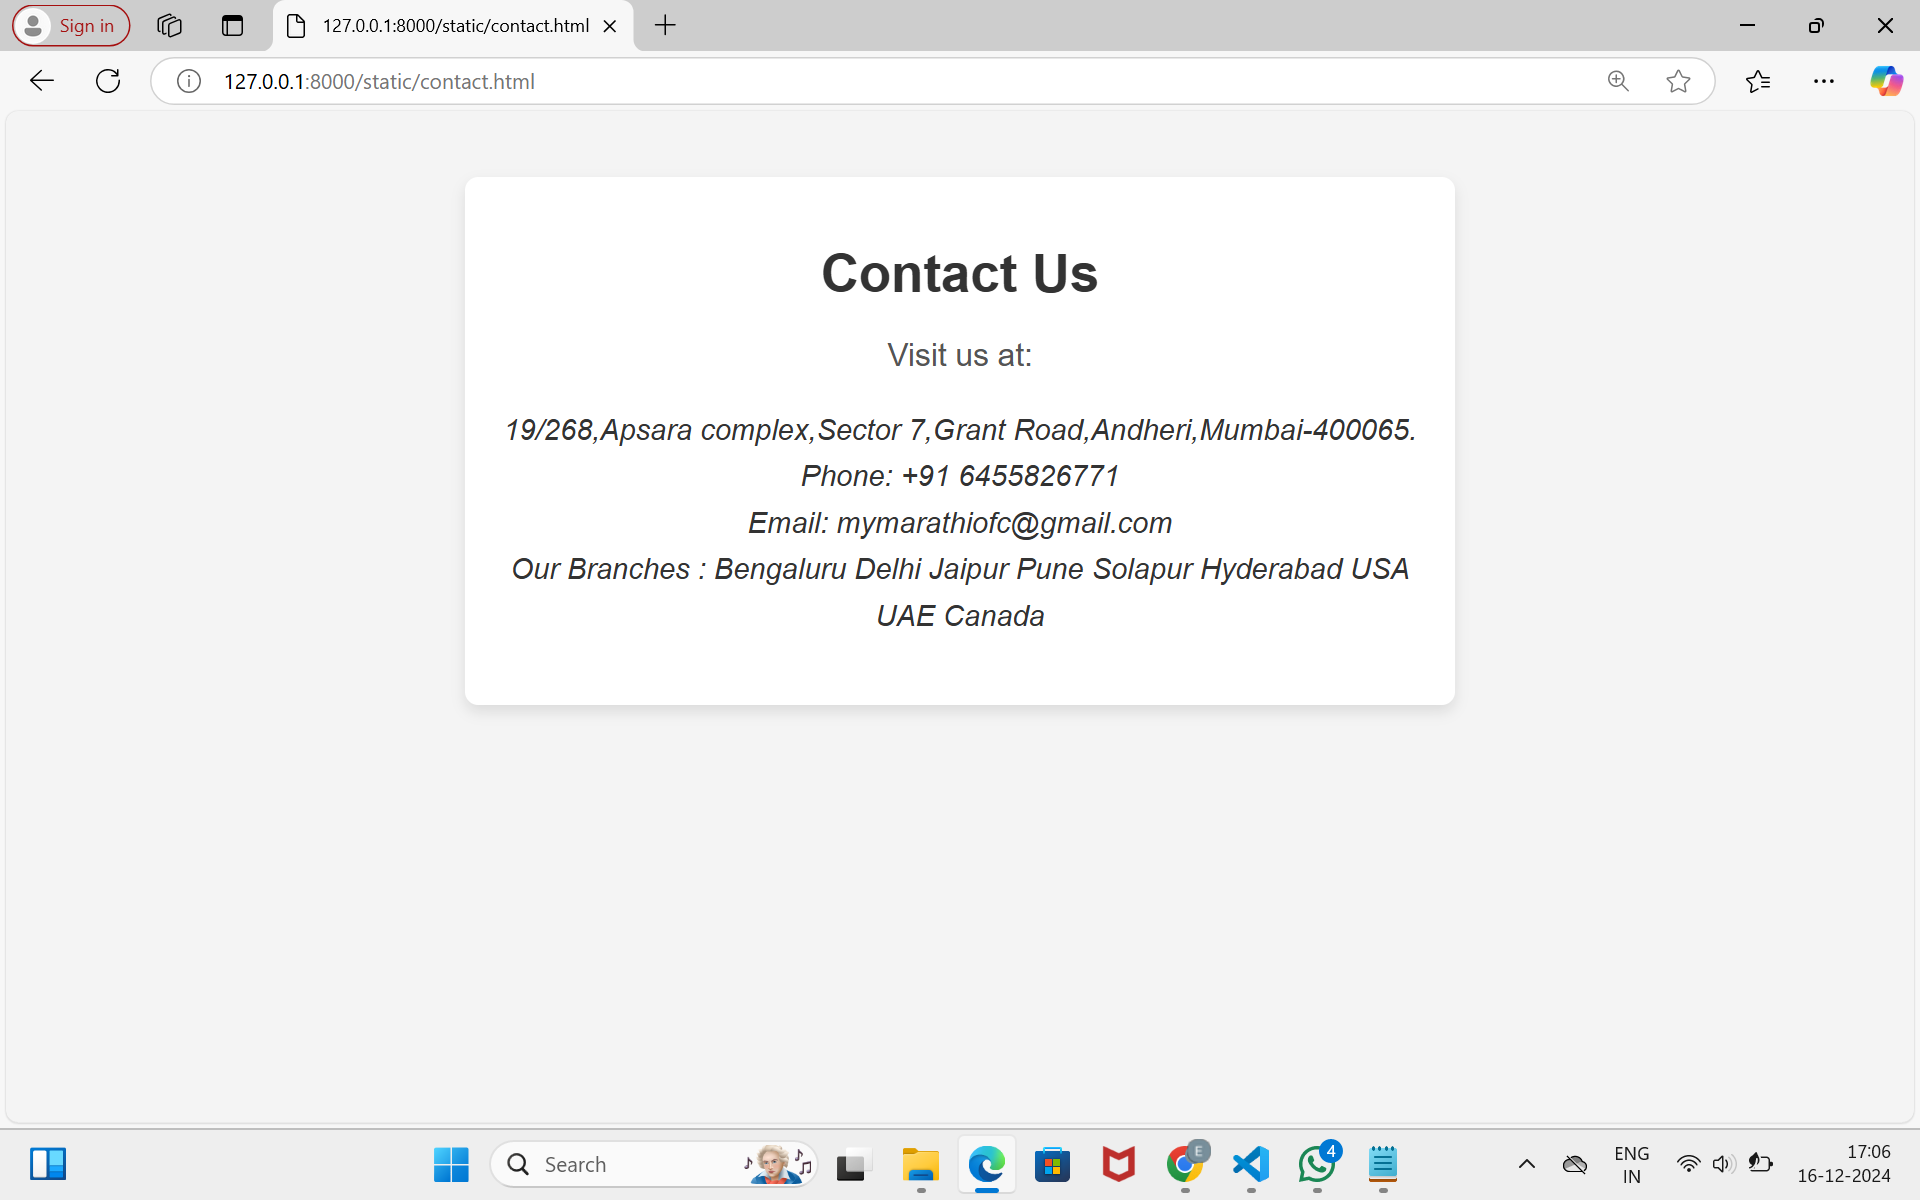 Sign in
127.0.0.1:8000/static/contact.html
127.0.0.1:8000/static/contact.html
Contact Us
Visit us at:
19/268,Apsara complex,Sector 7,Grant Road,Andheri,Mumbai-400065.
Phone: +91 6455826771
Email: mymarathiofc@gmail.com
Our Branches : Bengaluru Delhi Jaipur Pune Solapur Hyderabad USA
UAE Canada
Search
E
4
ENG
IN
17:06
16-12-2024